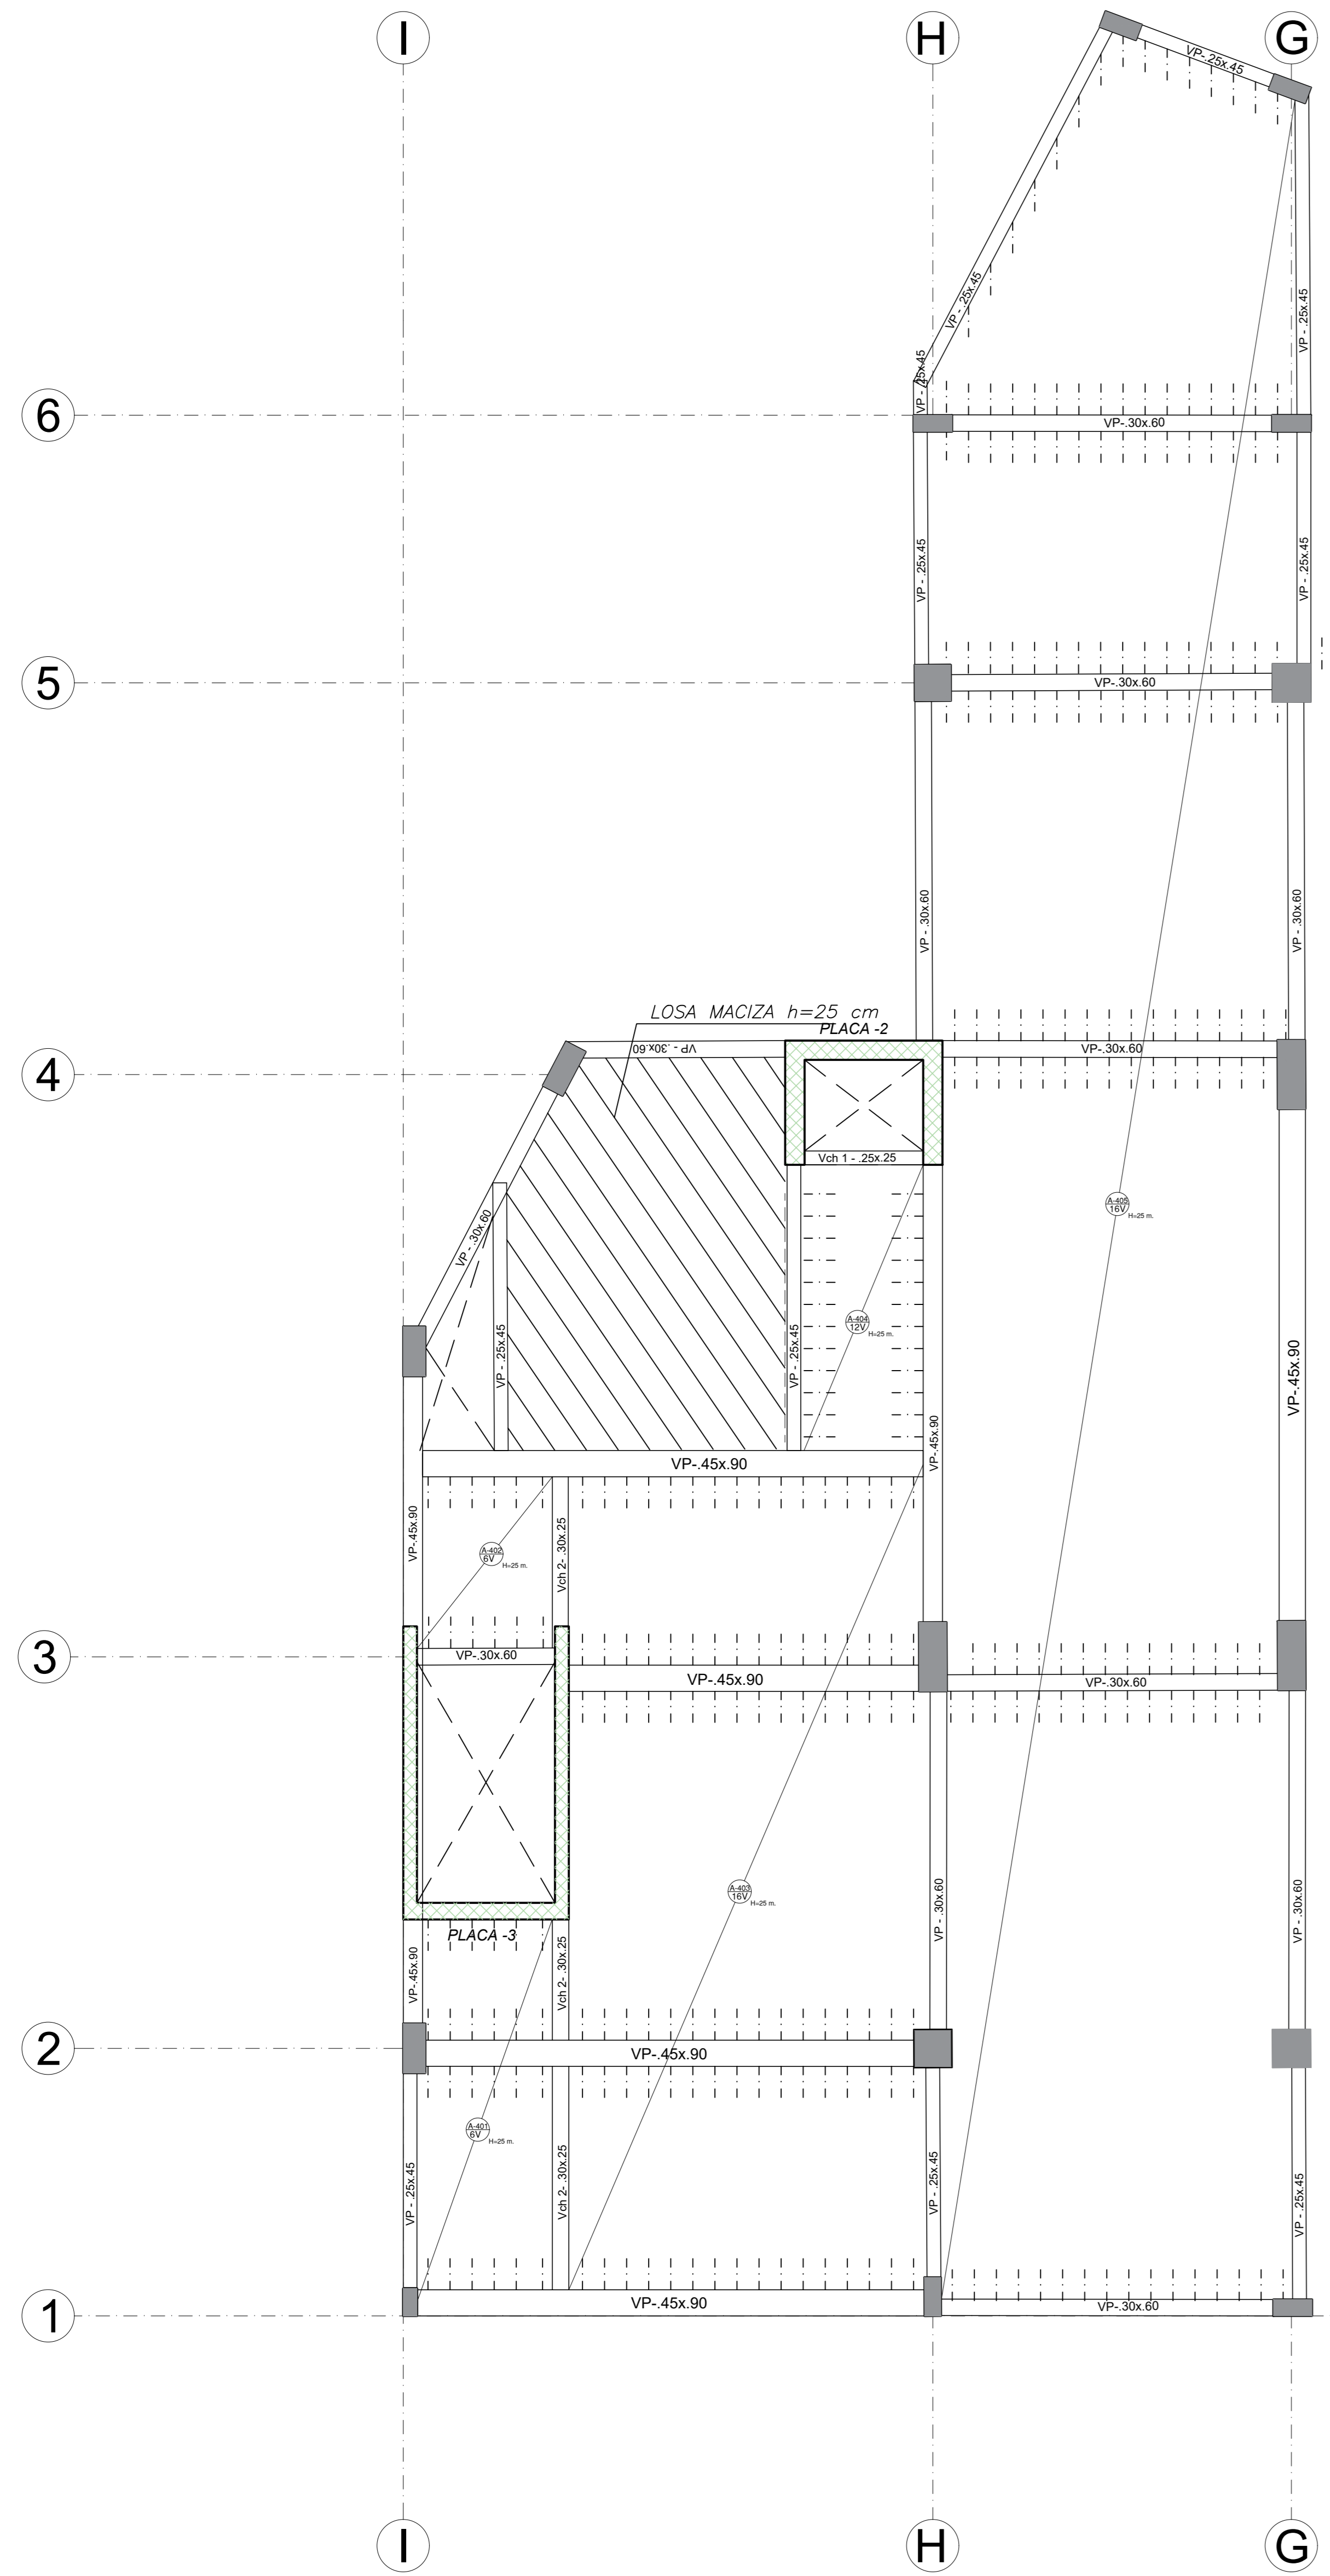 I
H
G
VP-.25x.45
VP - .25x.45
VP - .25x.45
VP - .25x.45
6
VP-.30x.60
VP - .25x.45
VP - .25x.45
5
VP-.30x.60
VP - .30x.60
VP - .30x.60
LOSA MACIZA h=25 cm
PLACA -2
VP - .30x.60
VP-.30x.60
4
Vch 1 - .25x.25
A-405
16V
H=25 m.
VP - .30x.60
A-404
12V
H=25 m.
VP - .25x.45
VP - .25x.45
VP-.45x.90
VP-.45x.90
VP-.45x.90
VP-.45x.90
Vch 2- .30x.25
A-402
6V
H=25 m.
3
VP-.30x.60
VP-.45x.90
VP-.30x.60
A-403
16V
H=25 m.
VP - .30x.60
VP - .30x.60
PLACA -3
VP-.45x.90
Vch 2- .30x.25
2
VP-.45x.90
A-401
6V
H=25 m.
VP - .25x.45
Vch 2- .30x.25
VP - .25x.45
VP - .25x.45
1
VP-.45x.90
VP-.30x.60
I
H
G